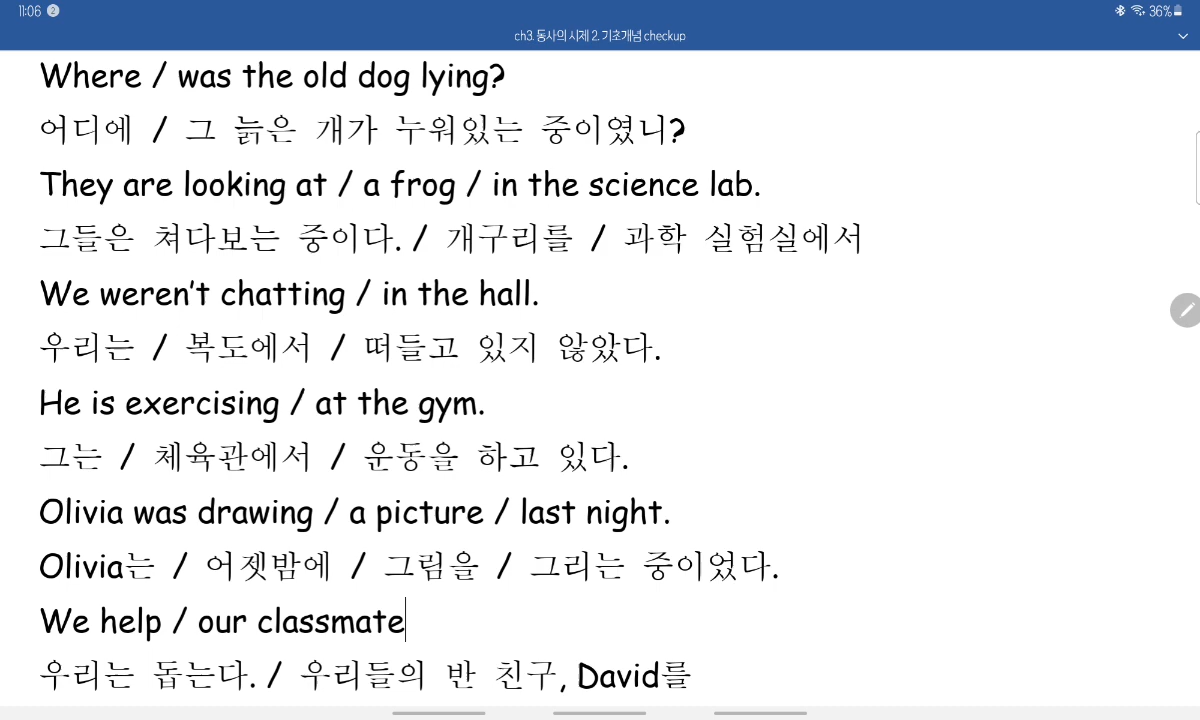 11:06 2 36%
ch3. 동사의 시제 2. 기초개념 checkup
Where / was the old dog lying?
어디에 / 그 늙은 개가 누워있는 중이였니?
They are looking at / a frog / in the science lab.
그들은 쳐다보는 중이다. / 개구리를 / 과학 실험실에서
We weren't chatting / in the hall.
우리는 / 복도에서 / 떠들고 있지 않았다.
He is exercising / at the gym.
그는 / 체육관에서 / 운동을 하고 있다.
Olivia was drawing / a picture / last night.
Olivia는 / 어젯밤에 / 그림을 / 그리는 중이었다.
We help / our classmate
우리는 돕는다. / 우리들의 반 친구, David를